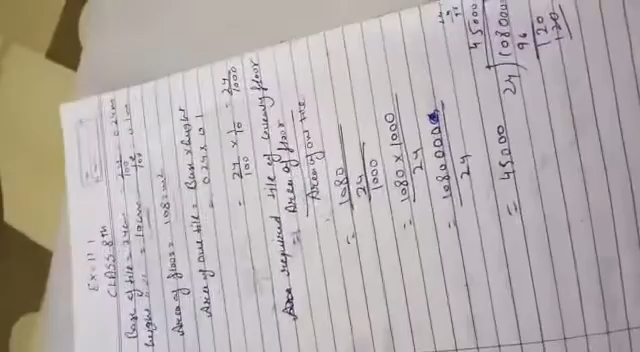 Ex-11.1
CLASS-8th
Base of tile = 24cm = 24/100 = 0.24m
height = 10cm = 10/100 = 0.1m
Area of floor = 1080 m²
Area of one tile = Base x height
= 0.24 x 0.1
= 24/100 x 1/10 = 24/1000
required tile of floor
= Area of floor / Area of one tile
= 1080 / 24/1000
= 1080 x 1000 / 24
= 1080000 / 24
= 45000
45000
24)1080000
96
120
120